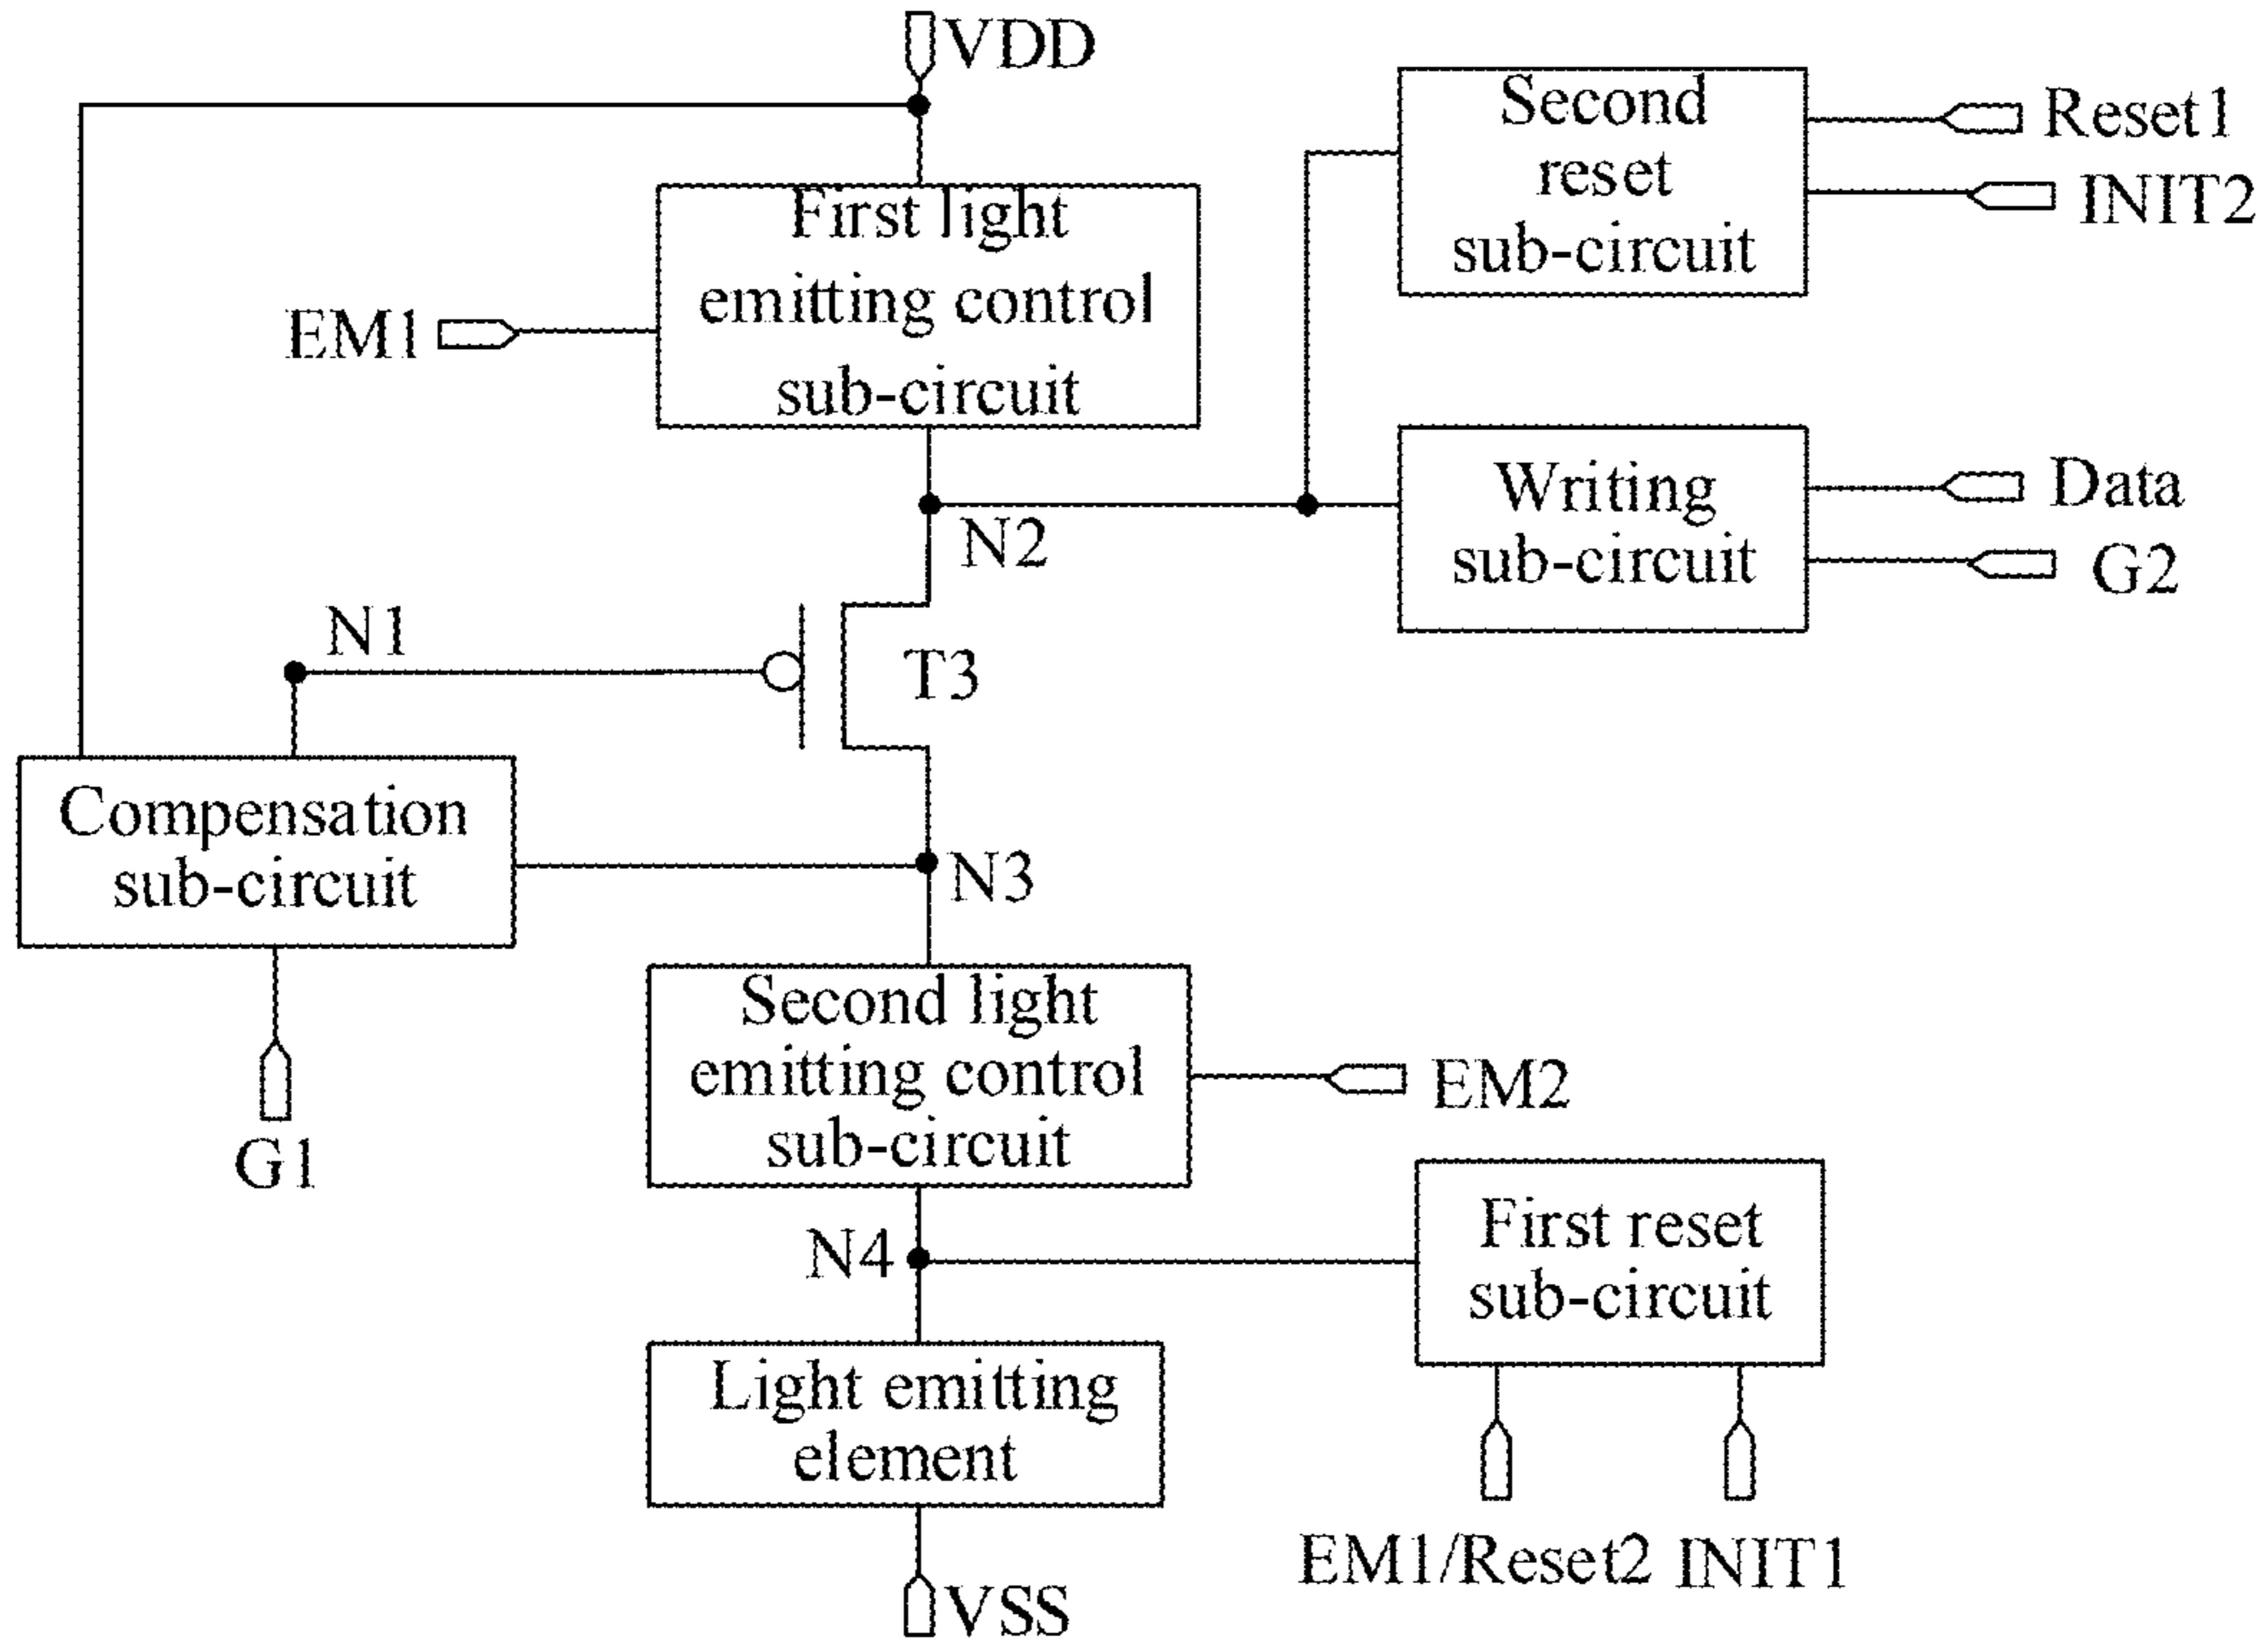 VDD
Second
reset
sub-circuit
Reset1
INIT2
First light
emitting control
sub-circuit
EM1
Writing
sub-circuit
Data
G2
N2
N1
T3
Compensation
sub-circuit
N3
G1
Second light
emitting control
sub-circuit
EM2
N4
First reset
sub-circuit
Light emitting
element
EM1/Reset2
INIT1
VSS